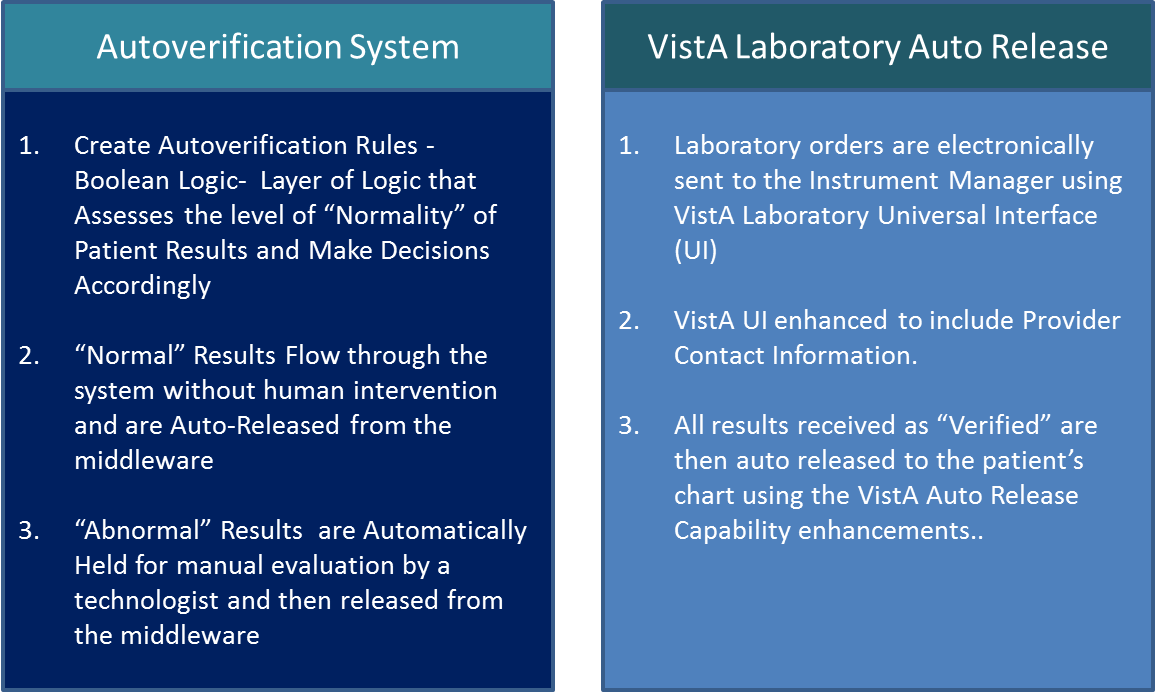 Autoverification System
1. Create Autoverification Rules -
Boolean Logic- Layer of Logic that
Assesses the level of “Normality” of
Patient Results and Make Decisions
Accordingly
2. “Normal” Results Flow through the
system without human intervention
and are Auto-Released from the
middleware
3. “Abnormal” Results are Automatically
Held for manual evaluation by a
technologist and then released from
the middleware
VistA Laboratory Auto Release
1. Laboratory orders are electronically
sent to the Instrument Manager using
VistA Laboratory Universal Interface
(UI)
2. VistA UI enhanced to include Provider
Contact Information.
3. All results received as “Verified” are
then auto released to the patient’s
chart using the VistA Auto Release
Capability enhancements..